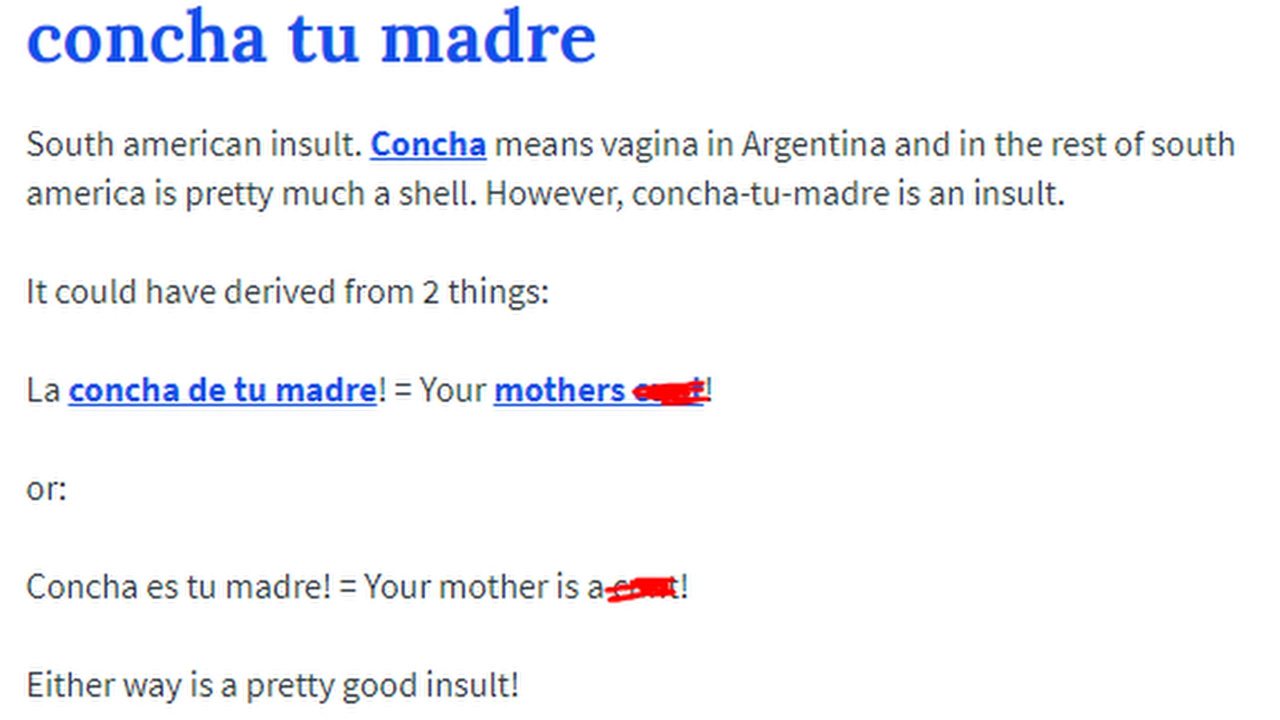 concha tu madre
South american insult. Concha means vagina in Argentina and in the rest of south
america is pretty much a shell. However, concha-tu-madre is an insult.
It could have derived from 2 things:
La concha de tu madre! = Your mothers !
or:
Concha es tu madre! = Your mother is a !
Either way is a pretty good insult!